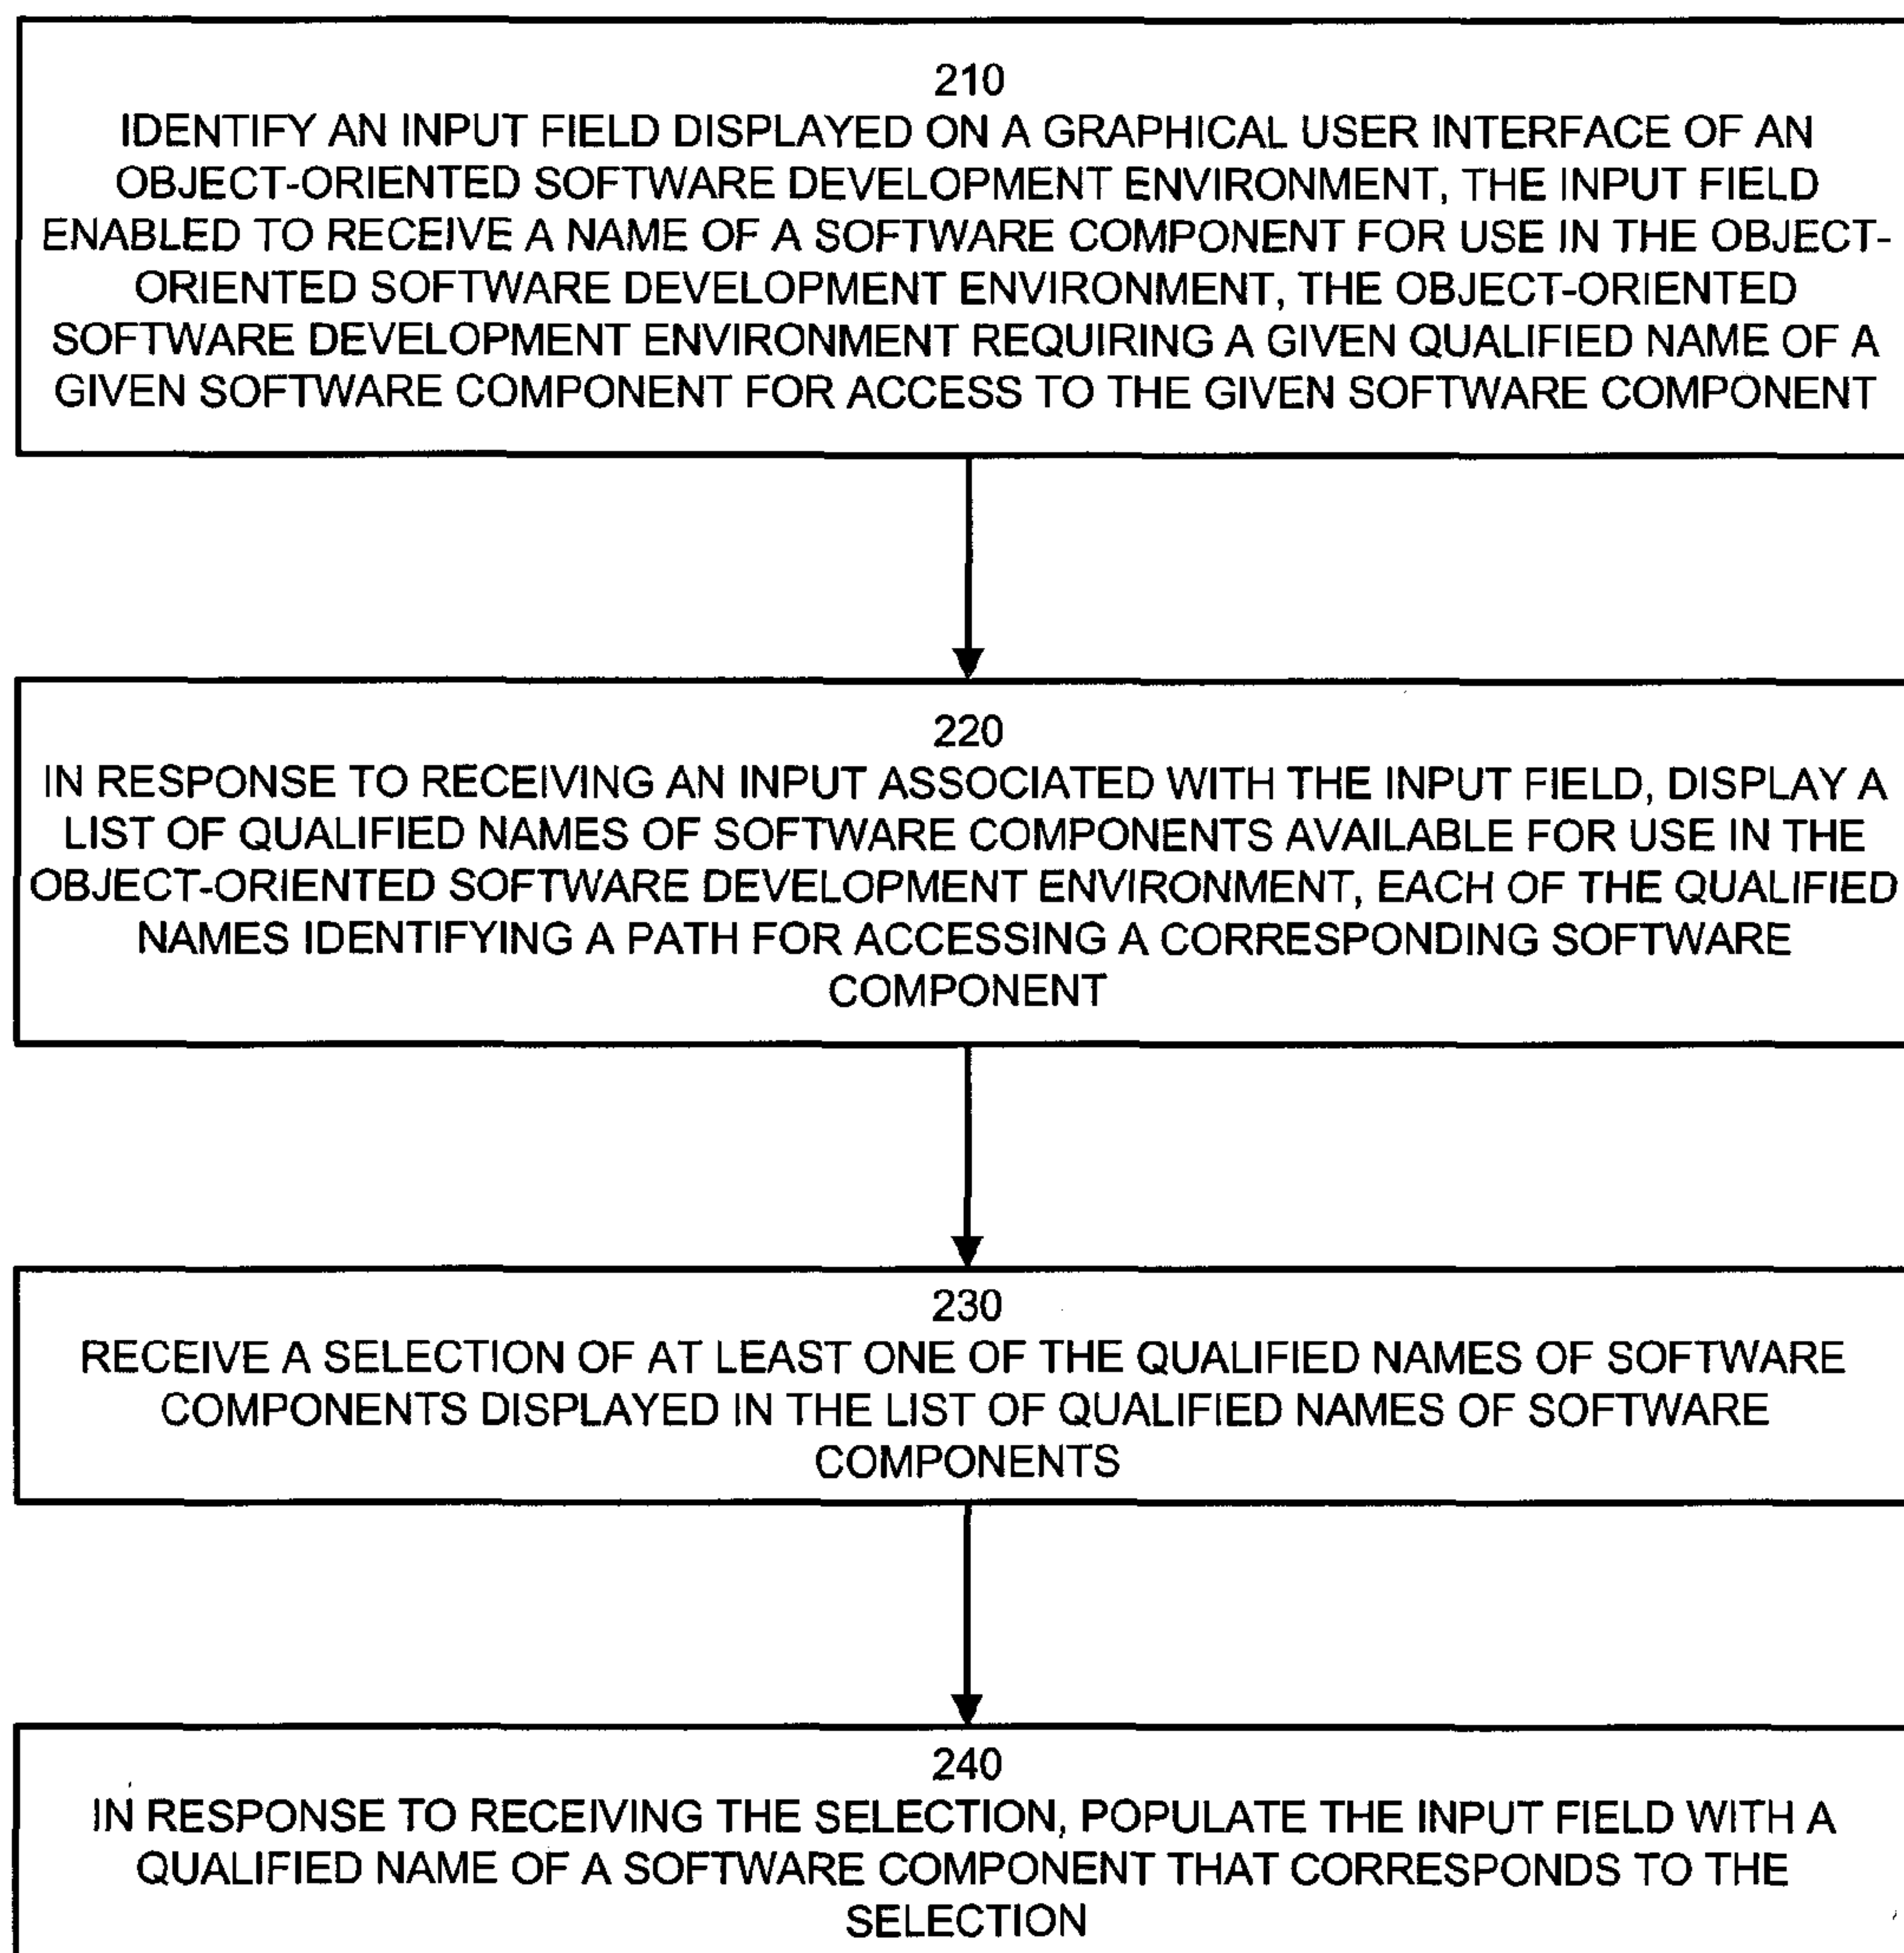 210
IDENTIFY AN INPUT FIELD DISPLAYED ON A GRAPHICAL USER INTERFACE OF AN
OBJECT-ORIENTED SOFTWARE DEVELOPMENT ENVIRONMENT, THE INPUT FIELD
ENABLED TO RECEIVE A NAME OF A SOFTWARE COMPONENT FOR USE IN THE OBJECT-
ORIENTED SOFTWARE DEVELOPMENT ENVIRONMENT, THE OBJECT-ORIENTED
SOFTWARE DEVELOPMENT ENVIRONMENT REQUIRING A GIVEN QUALIFIED NAME OF A
GIVEN SOFTWARE COMPONENT FOR ACCESS TO THE GIVEN SOFTWARE COMPONENT
220
IN RESPONSE TO RECEIVING AN INPUT ASSOCIATED WITH THE INPUT FIELD, DISPLAY A
LIST OF QUALIFIED NAMES OF SOFTWARE COMPONENTS AVAILABLE FOR USE IN THE
OBJECT-ORIENTED SOFTWARE DEVELOPMENT ENVIRONMENT, EACH OF THE QUALIFIED
NAMES IDENTIFYING A PATH FOR ACCESSING A CORRESPONDING SOFTWARE
COMPONENT
230
RECEIVE A SELECTION OF AT LEAST ONE OF THE QUALIFIED NAMES OF SOFTWARE
COMPONENTS DISPLAYED IN THE LIST OF QUALIFIED NAMES OF SOFTWARE
COMPONENTS
240
IN RESPONSE TO RECEIVING THE SELECTION, POPULATE THE INPUT FIELD WITH A
QUALIFIED NAME OF A SOFTWARE COMPONENT THAT CORRESPONDS TO THE
SELECTION